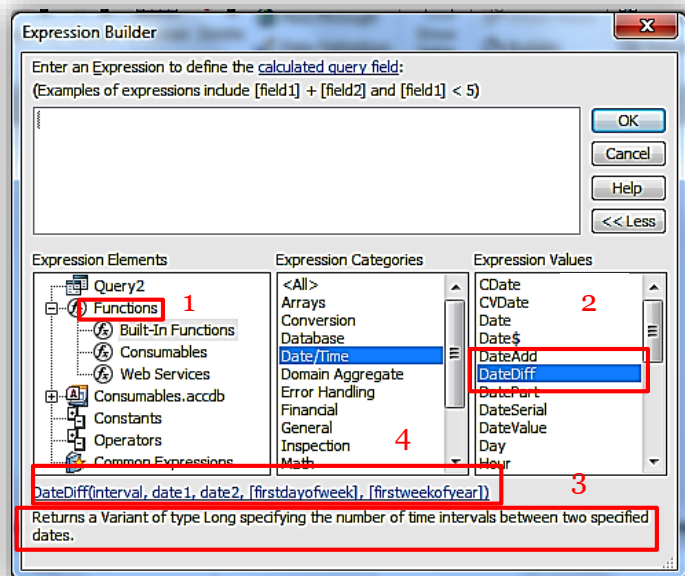 Expression Builder
Enter an Expression to define the calculated query field:
(Examples of expressions include [field1] + [field2] and [field1] < 5)
OK
Cancel
Help
<< Less
Expression Elements
Query2
Functions 1
Built-In Functions
Consumables
Web Services
Consumables.accdb
Constants
Operators
Common Expressions
Expression Categories
<All>
Arrays
Conversion
Database
Date/Time
Domain Aggregate
Error Handling
Financial
General
Inspection
Math
4
Expression Values
CDate
CVDate
Date
Date$
DateAdd
DateDiff
DatePart
DateSerial
DateValue
Day
Hour
2
3
DateDiff(interval, date1, date2, [firstdayofweek], [firstweekofyear])
Returns a Variant of type Long specifying the number of time intervals between two specified
dates.